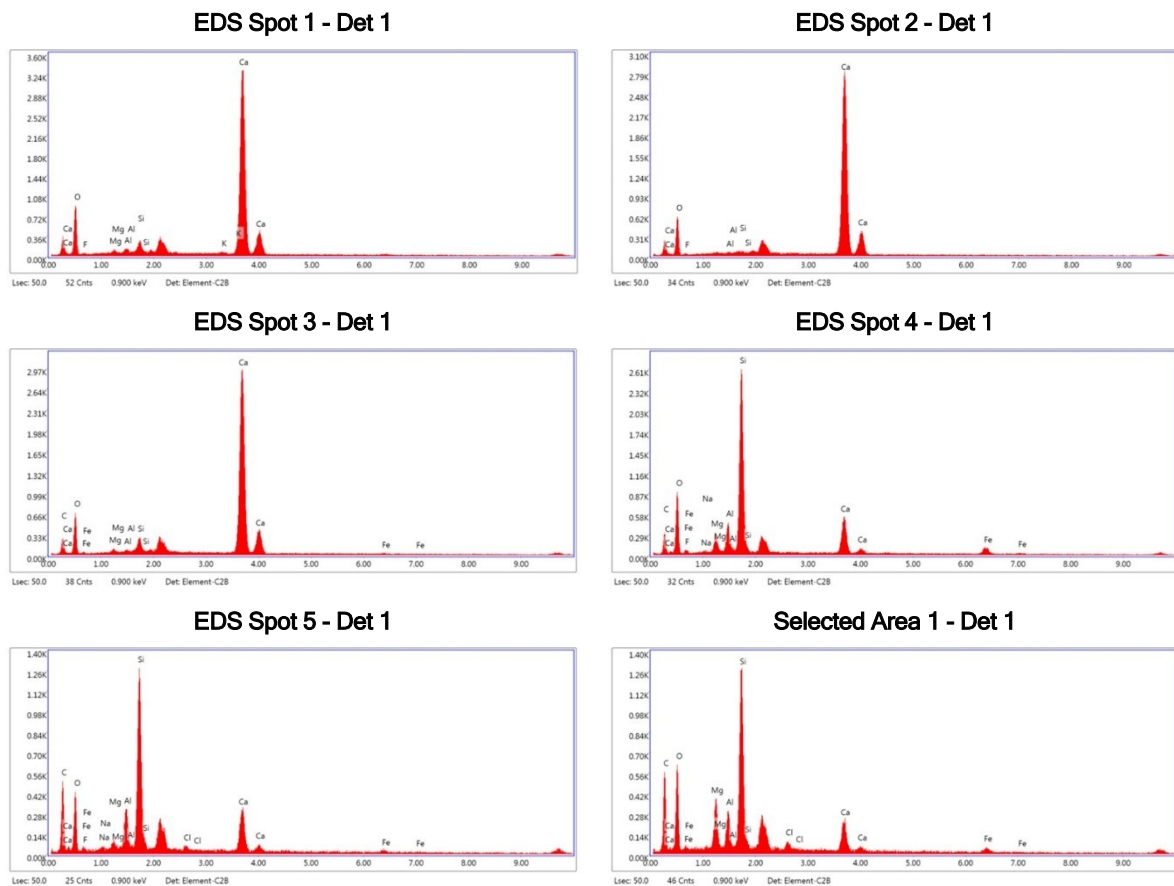 EDS Spot 1 - Det 1
3.60K
3.24K
2.88K
2.52K
2.16K
1.80K
1.44K
1.08K
0.72K
0.36K
0.00K
Ca
O
Ca
Ca
F
Mg Al
Mg Al
Si
Si
K
K
Ca
0.00 1.00 2.00 3.00 4.00 5.00 6.00 7.00 8.00 9.00
Lsec: 50.0 52 Cnts 0.900 keV Det: Element-C2B
EDS Spot 2 - Det 1
3.10K
2.79K
2.48K
2.17K
1.86K
1.55K
1.24K
0.93K
0.62K
0.31K
0.00K
Ca
O
Ca
Ca
F
Al Si
Al Si
Ca
0.00 1.00 2.00 3.00 4.00 5.00 6.00 7.00 8.00 9.00
Lsec: 50.0 34 Cnts 0.900 keV Det: Element-C2B
EDS Spot 3 - Det 1
2.97K
2.64K
2.31K
1.98K
1.65K
1.32K
0.99K
0.66K
0.33K
0.00K
Ca
C
O
Ca
Ca
Fe
Fe
Mg Al Si
Mg Al Si
Ca
Fe Fe
0.00 1.00 2.00 3.00 4.00 5.00 6.00 7.00 8.00 9.00
Lsec: 50.0 38 Cnts 0.900 keV Det: Element-C2B
EDS Spot 4 - Det 1
2.61K
2.32K
2.03K
1.74K
1.45K
1.16K
0.87K
0.58K
0.29K
0.00K
Si
O
C
Na
Fe
Al
Ca
Mg
Ca
Fe
Ca
F
Na
Mg
Al
Si
Ca
Fe Fe
0.00 1.00 2.00 3.00 4.00 5.00 6.00 7.00 8.00 9.00
Lsec: 50.0 32 Cnts 0.900 keV Det: Element-C2B
EDS Spot 5 - Det 1
1.40K
1.26K
1.12K
0.98K
0.84K
0.70K
0.56K
0.42K
0.28K
0.14K
0.00K
Si
C
O
Mg Al
Ca
Fe
Na
Ca
Fe
Si
Ca
F
Na Mg Al
Cl Cl
Ca
Fe Fe
0.00 1.00 2.00 3.00 4.00 5.00 6.00 7.00 8.00 9.00
Lsec: 50.0 25 Cnts 0.900 keV Det: Element-C2B
Selected Area 1 - Det 1
1.40K
1.26K
1.12K
0.98K
0.84K
0.70K
0.56K
0.42K
0.28K
0.14K
0.00K
Si
O
C
Mg
Al
Ca
Ca
Fe
Mg
Si
Ca
Fe
Al
Cl
Cl
Ca
Fe
Fe
0.00 1.00 2.00 3.00 4.00 5.00 6.00 7.00 8.00 9.00
Lsec: 50.0 46 Cnts 0.900 keV Det: Element-C2B